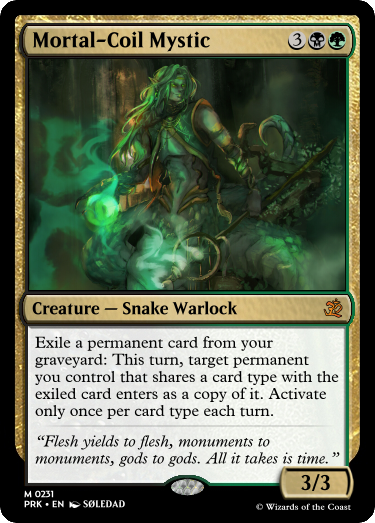 Mortal-Coil Mystic 3
Creature — Snake Warlock
Exile a permanent card from your
graveyard: This turn, target permanent
you control that shares a card type with the
exiled card enters as a copy of it. Activate
only once per card type each turn.
“Flesh yields to flesh, monuments to
monuments, gods to gods. All it takes is time.”
3/3
M 0231
PRK • EN SØLEDAD
© Wizards of the Coast